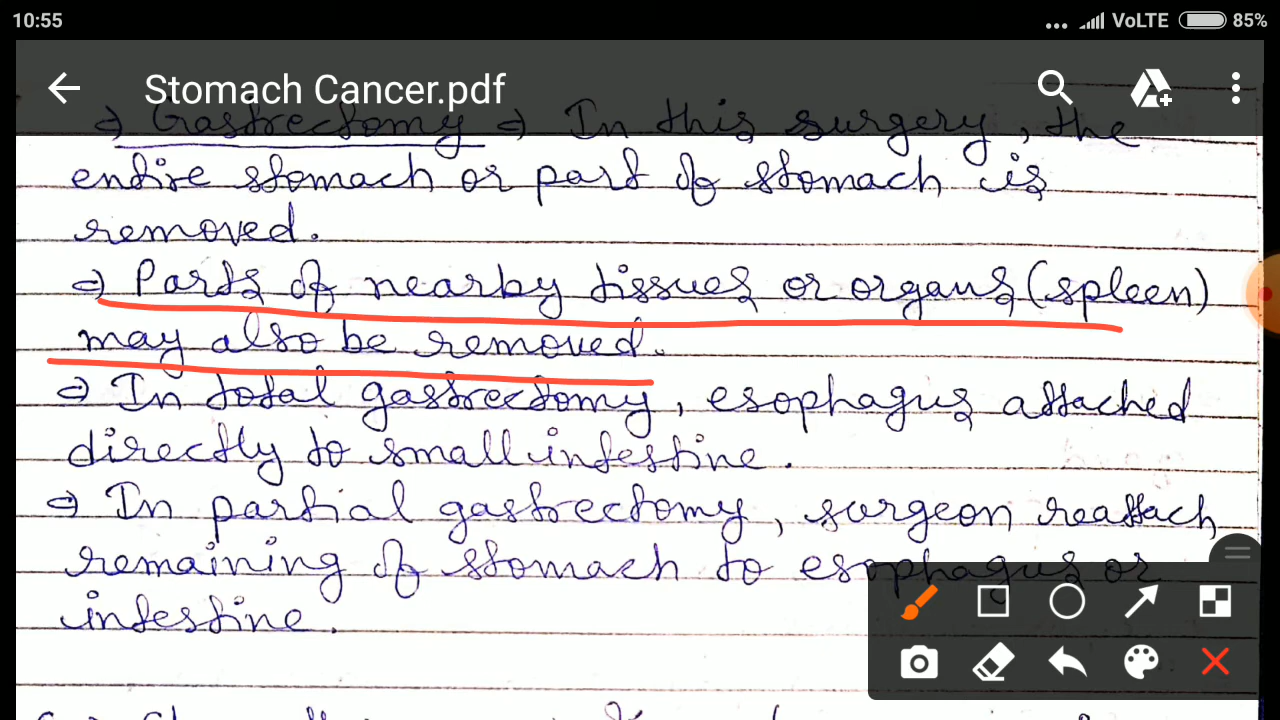 10:55 ... VoLTE 85%
Stomach Cancer.pdf
⇒ Gastrectomy ⇒ In this surgery, the
entire stomach or part of stomach is
removed.
⇒ Parts of nearby tissues or organs (spleen)
may also be removed.
⇒ In total gastrectomy, esophagus attached
directly to small intestine.
⇒ In partial gastrectomy, surgeon reattach
remaining of stomach to esophagus or
intestine.